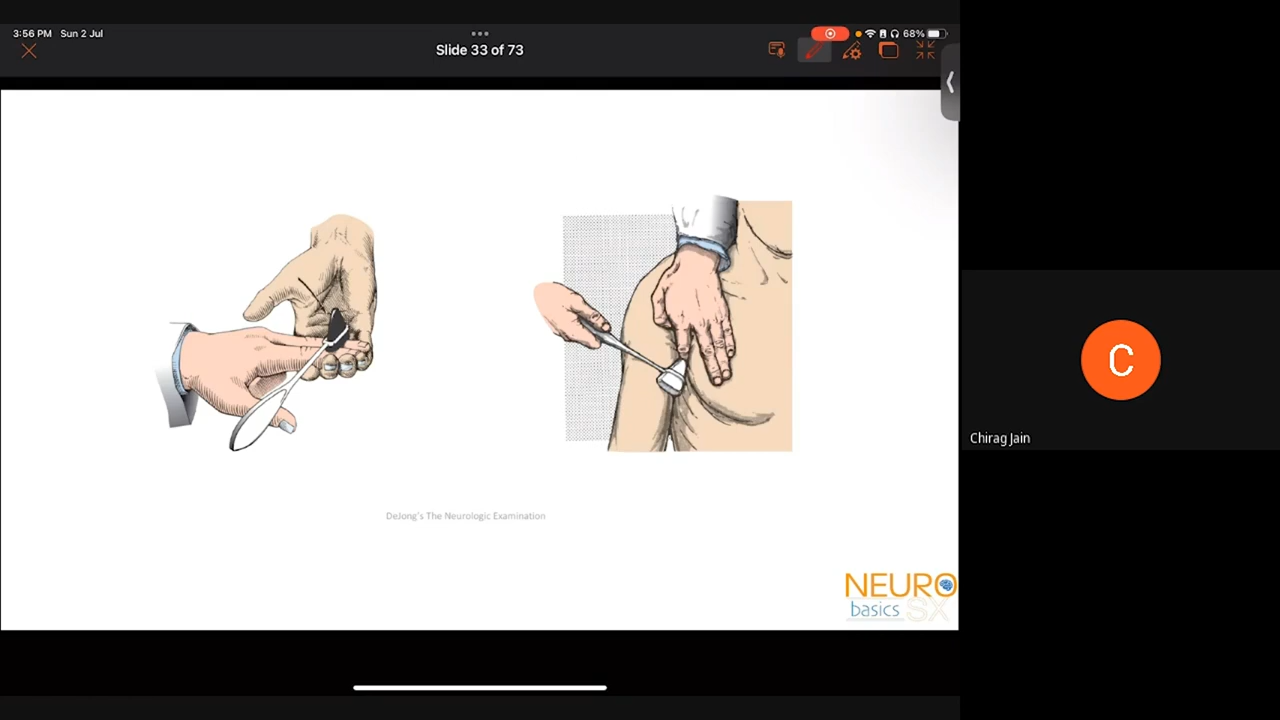 3:56 PM Sun 2 Jul
68%
Slide 33 of 73
C
Chirag Jain
DeJong's The Neurologic Examination
NEURO
basics SX